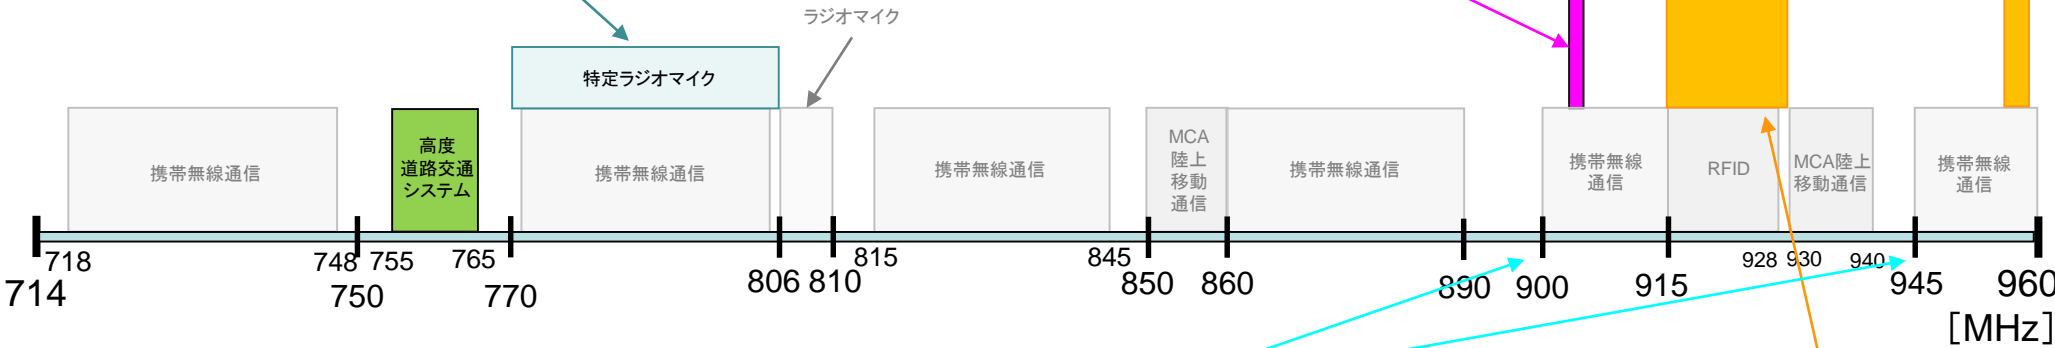 ラジオマイク
特定ラジオマイク
携帯無線通信
高度
道路交通
システム
携帯無線通信
携帯無線通信
MCA
陸上
移動
通信
携帯無線通信
携帯無線
通信
RFID
MCA陸上
移動通信
携帯無線
通信
718
748
755
765
815
845
928
930
940
714
750
770
806
810
850
860
890
900
915
945
960
[MHz]